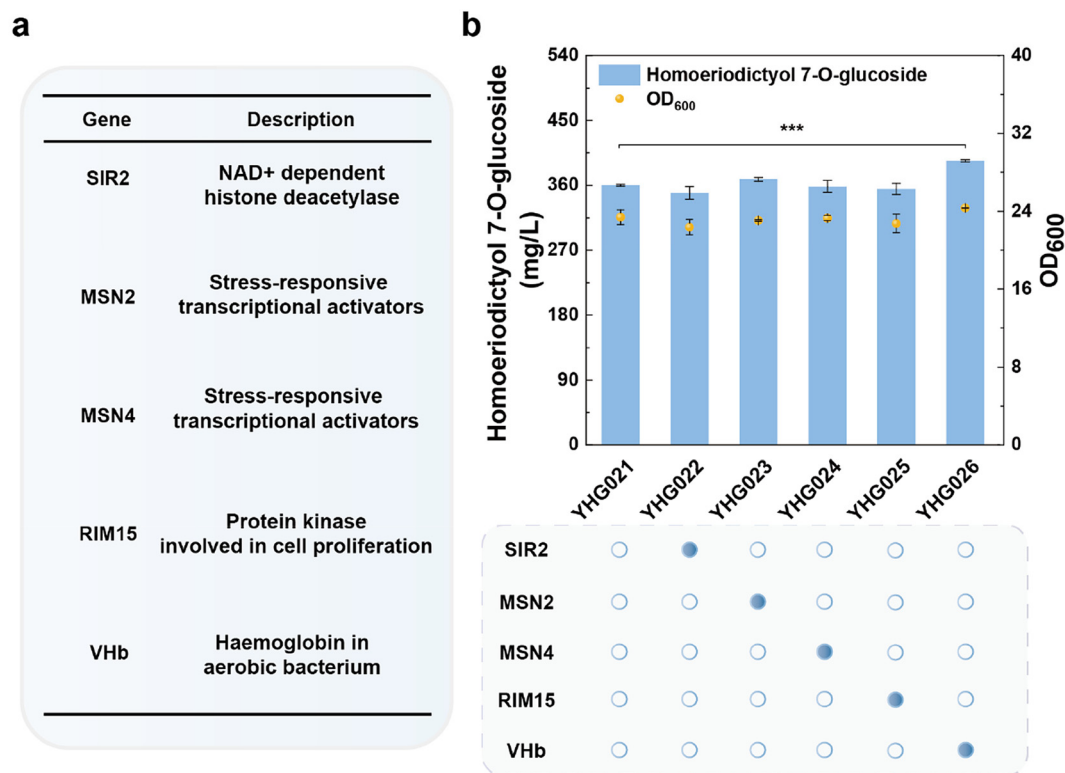 a
Gene Description
SIR2 NAD+ dependent
histone deacetylase
MSN2 Stress-responsive
transcriptional activators
MSN4 Stress-responsive
transcriptional activators
RIM15 Protein kinase
involved in cell proliferation
VHb Haemoglobin in
aerobic bacterium
b
Homoeriodictyol 7-O-glucoside
(mg/L)
540
450
360
270
180
90
0
Homoeriodictyol 7-O-glucoside
OD600
***
40
32
24
16
8
0
OD600
YHG021 YHG022 YHG023 YHG024 YHG025 YHG026
SIR2
MSN2
MSN4
RIM15
VHb